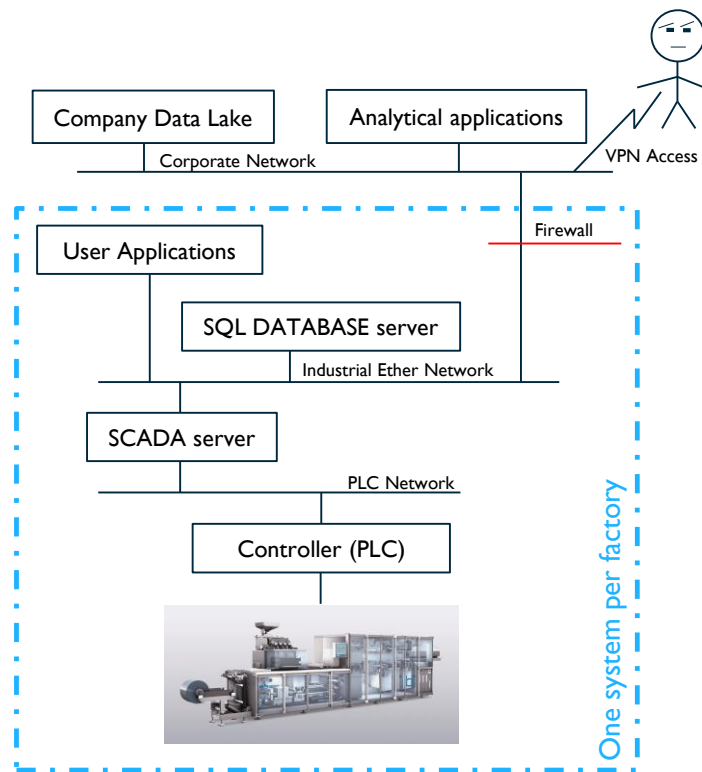 Company Data Lake
Analytical applications
Corporate Network
VPN Access
Firewall
User Applications
SQL DATABASE server
Industrial Ether Network
SCADA server
PLC Network
Controller (PLC)
One system per factory